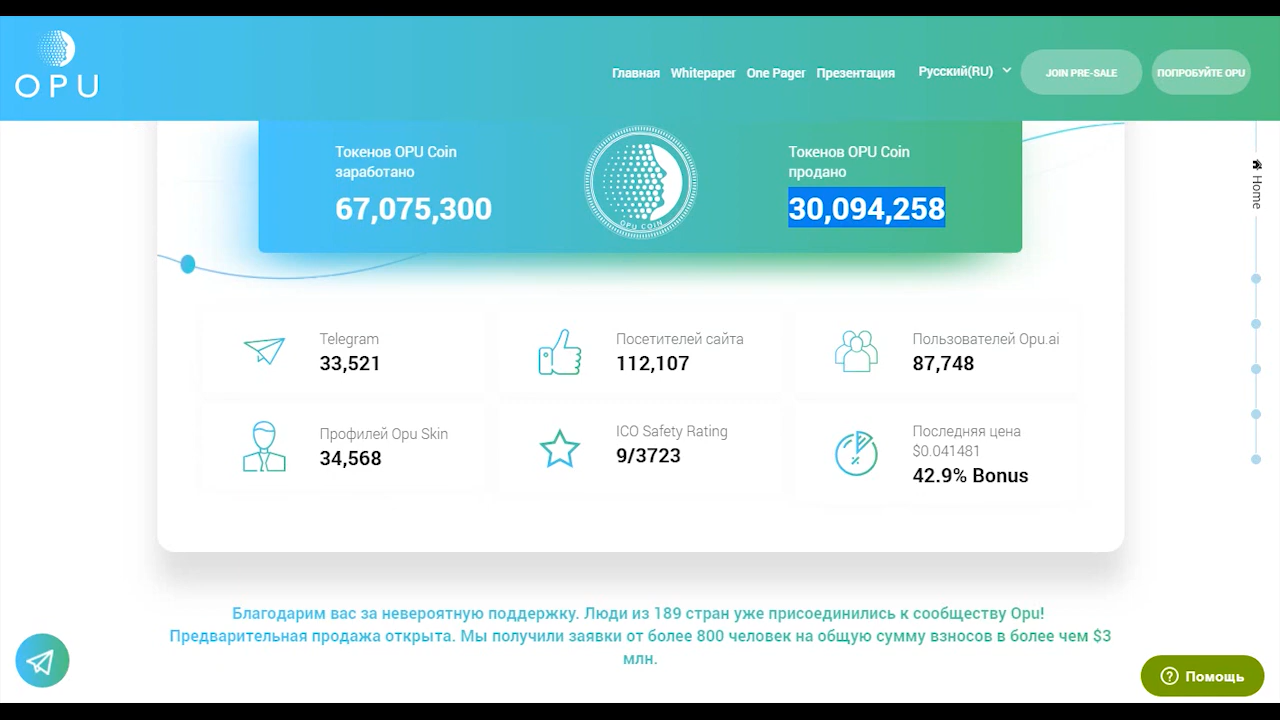 OPU
Главная Whitepaper One Pager Презентация Русский(RU) JOIN PRE-SALE ПОПРОБУЙТЕ OPU
Токенов OPU Coin
заработано
67,075,300
OPU COIN
Токенов OPU Coin
продано
30,094,258
Home
Telegram
33,521
Посетителей сайта
112,107
Пользователей Opu.ai
87,748
Профилей Opu Skin
34,568
ICO Safety Rating
9/3723
Последняя цена
$0.041481
42.9% Bonus
Благодарим вас за невероятную поддержку. Люди из 189 стран уже присоединились к сообществу Opu!
Предварительная продажа открыта. Мы получили заявки от более 800 человек на общую сумму взносов в более чем $3
млн.
Помощь